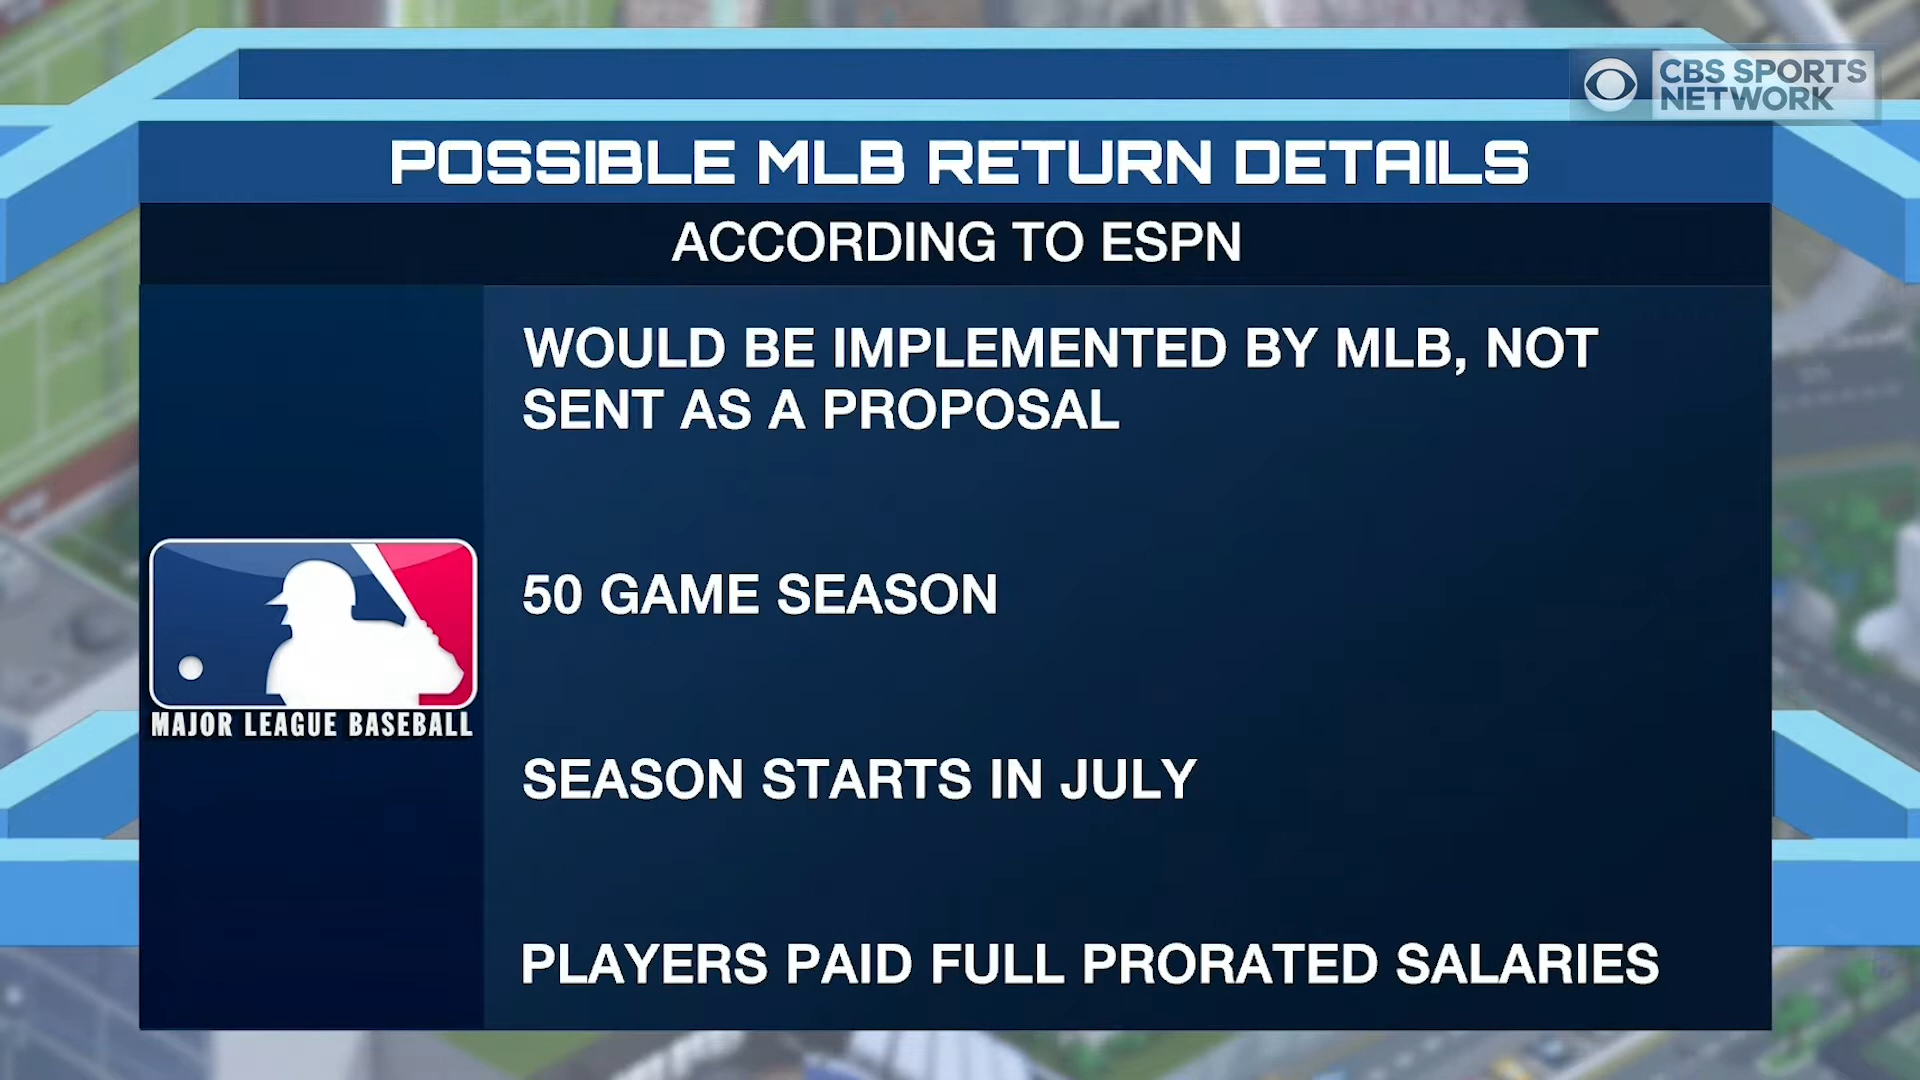 CBS SPORTS
NETWORK
POSSIBLE MLB RETURN DETAILS
ACCORDING TO ESPN
WOULD BE IMPLEMENTED BY MLB, NOT
SENT AS A PROPOSAL
50 GAME SEASON
MAJOR LEAGUE BASEBALL
SEASON STARTS IN JULY
PLAYERS PAID FULL PRORATED SALARIES